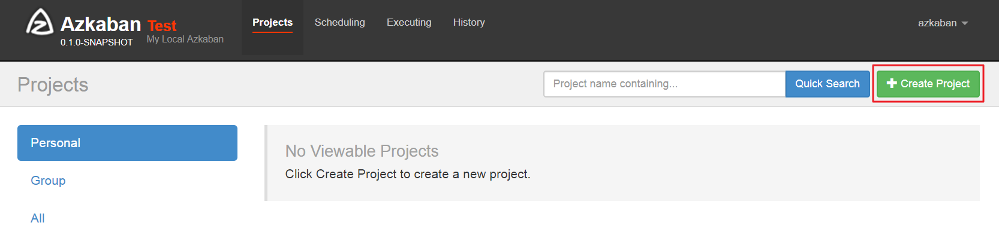 Azkaban Test
0.1.0-SNAPSHOT My Local Azkaban
Projects Scheduling Executing History
azkaban
Projects
Project name containing...
Quick Search
Create Project
Personal
Group
All
No Viewable Projects
Click Create Project to create a new project.